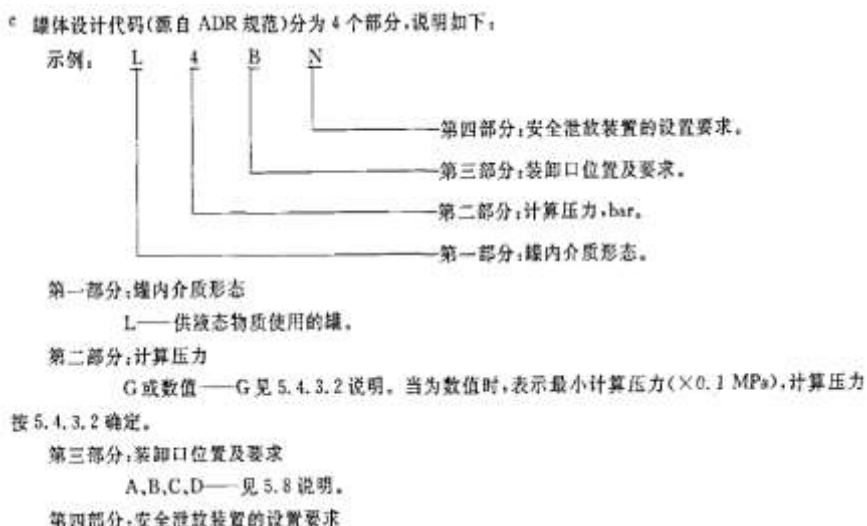 c 罐体设计代码(源自 ADR 规范)分为 4 个部分,说明如下:
示例: L 4 B N
第四部分:安全泄放装置的设置要求。
第三部分:装卸口位置及要求。
第二部分:计算压力,bar。
第一部分:罐内介质形态。
第一部分:罐内介质形态
L——供液态物质使用的罐。
第二部分:计算压力
G或数值——G见 5.4.3.2 说明。当为数值时,表示最小计算压力(×0.1 MPa),计算压力
按 5.4.3.2 确定。
第三部分:装卸口位置及要求
A、B、C、D——见 5.8 说明。
第四部分:安全泄放装置的设置要求